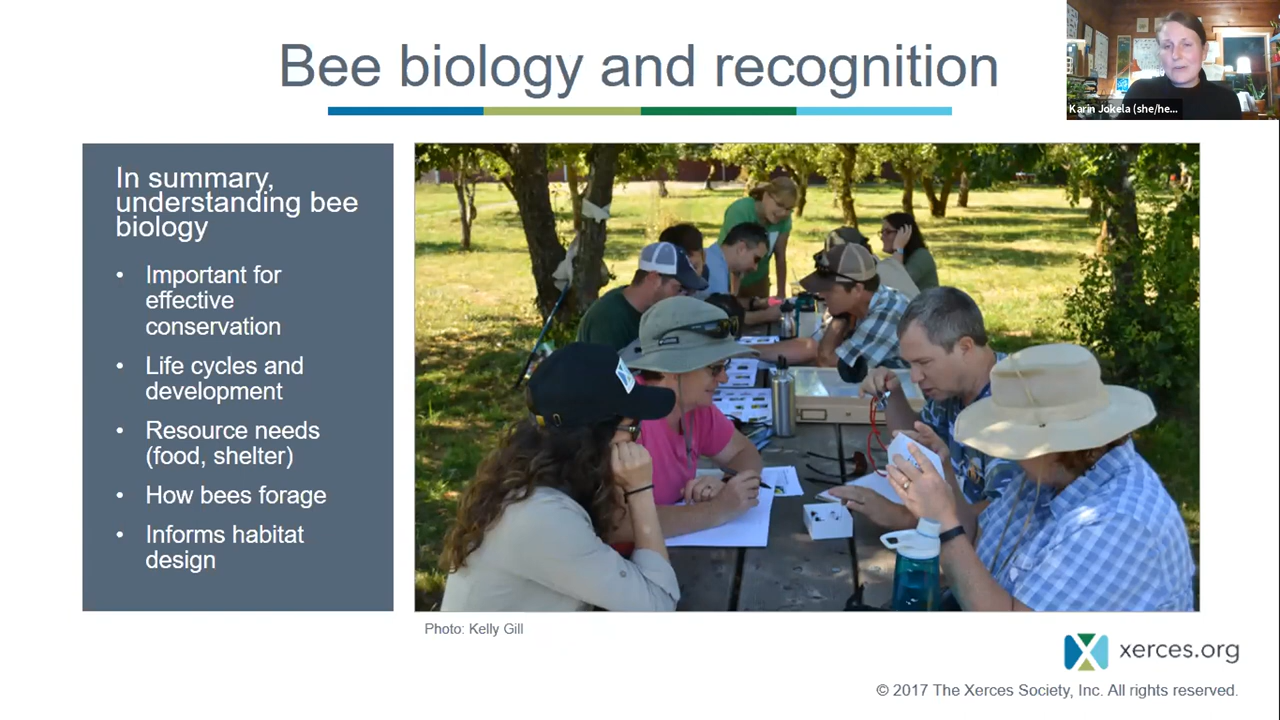 Bee biology and recognition
Karin Jokela (she/he...
In summary,
understanding bee
biology
• Important for
effective
conservation
• Life cycles and
development
• Resource needs
(food, shelter)
• How bees forage
• Informs habitat
design
Photo: Kelly Gill
xerces.org
© 2017 The Xerces Society, Inc. All rights reserved.